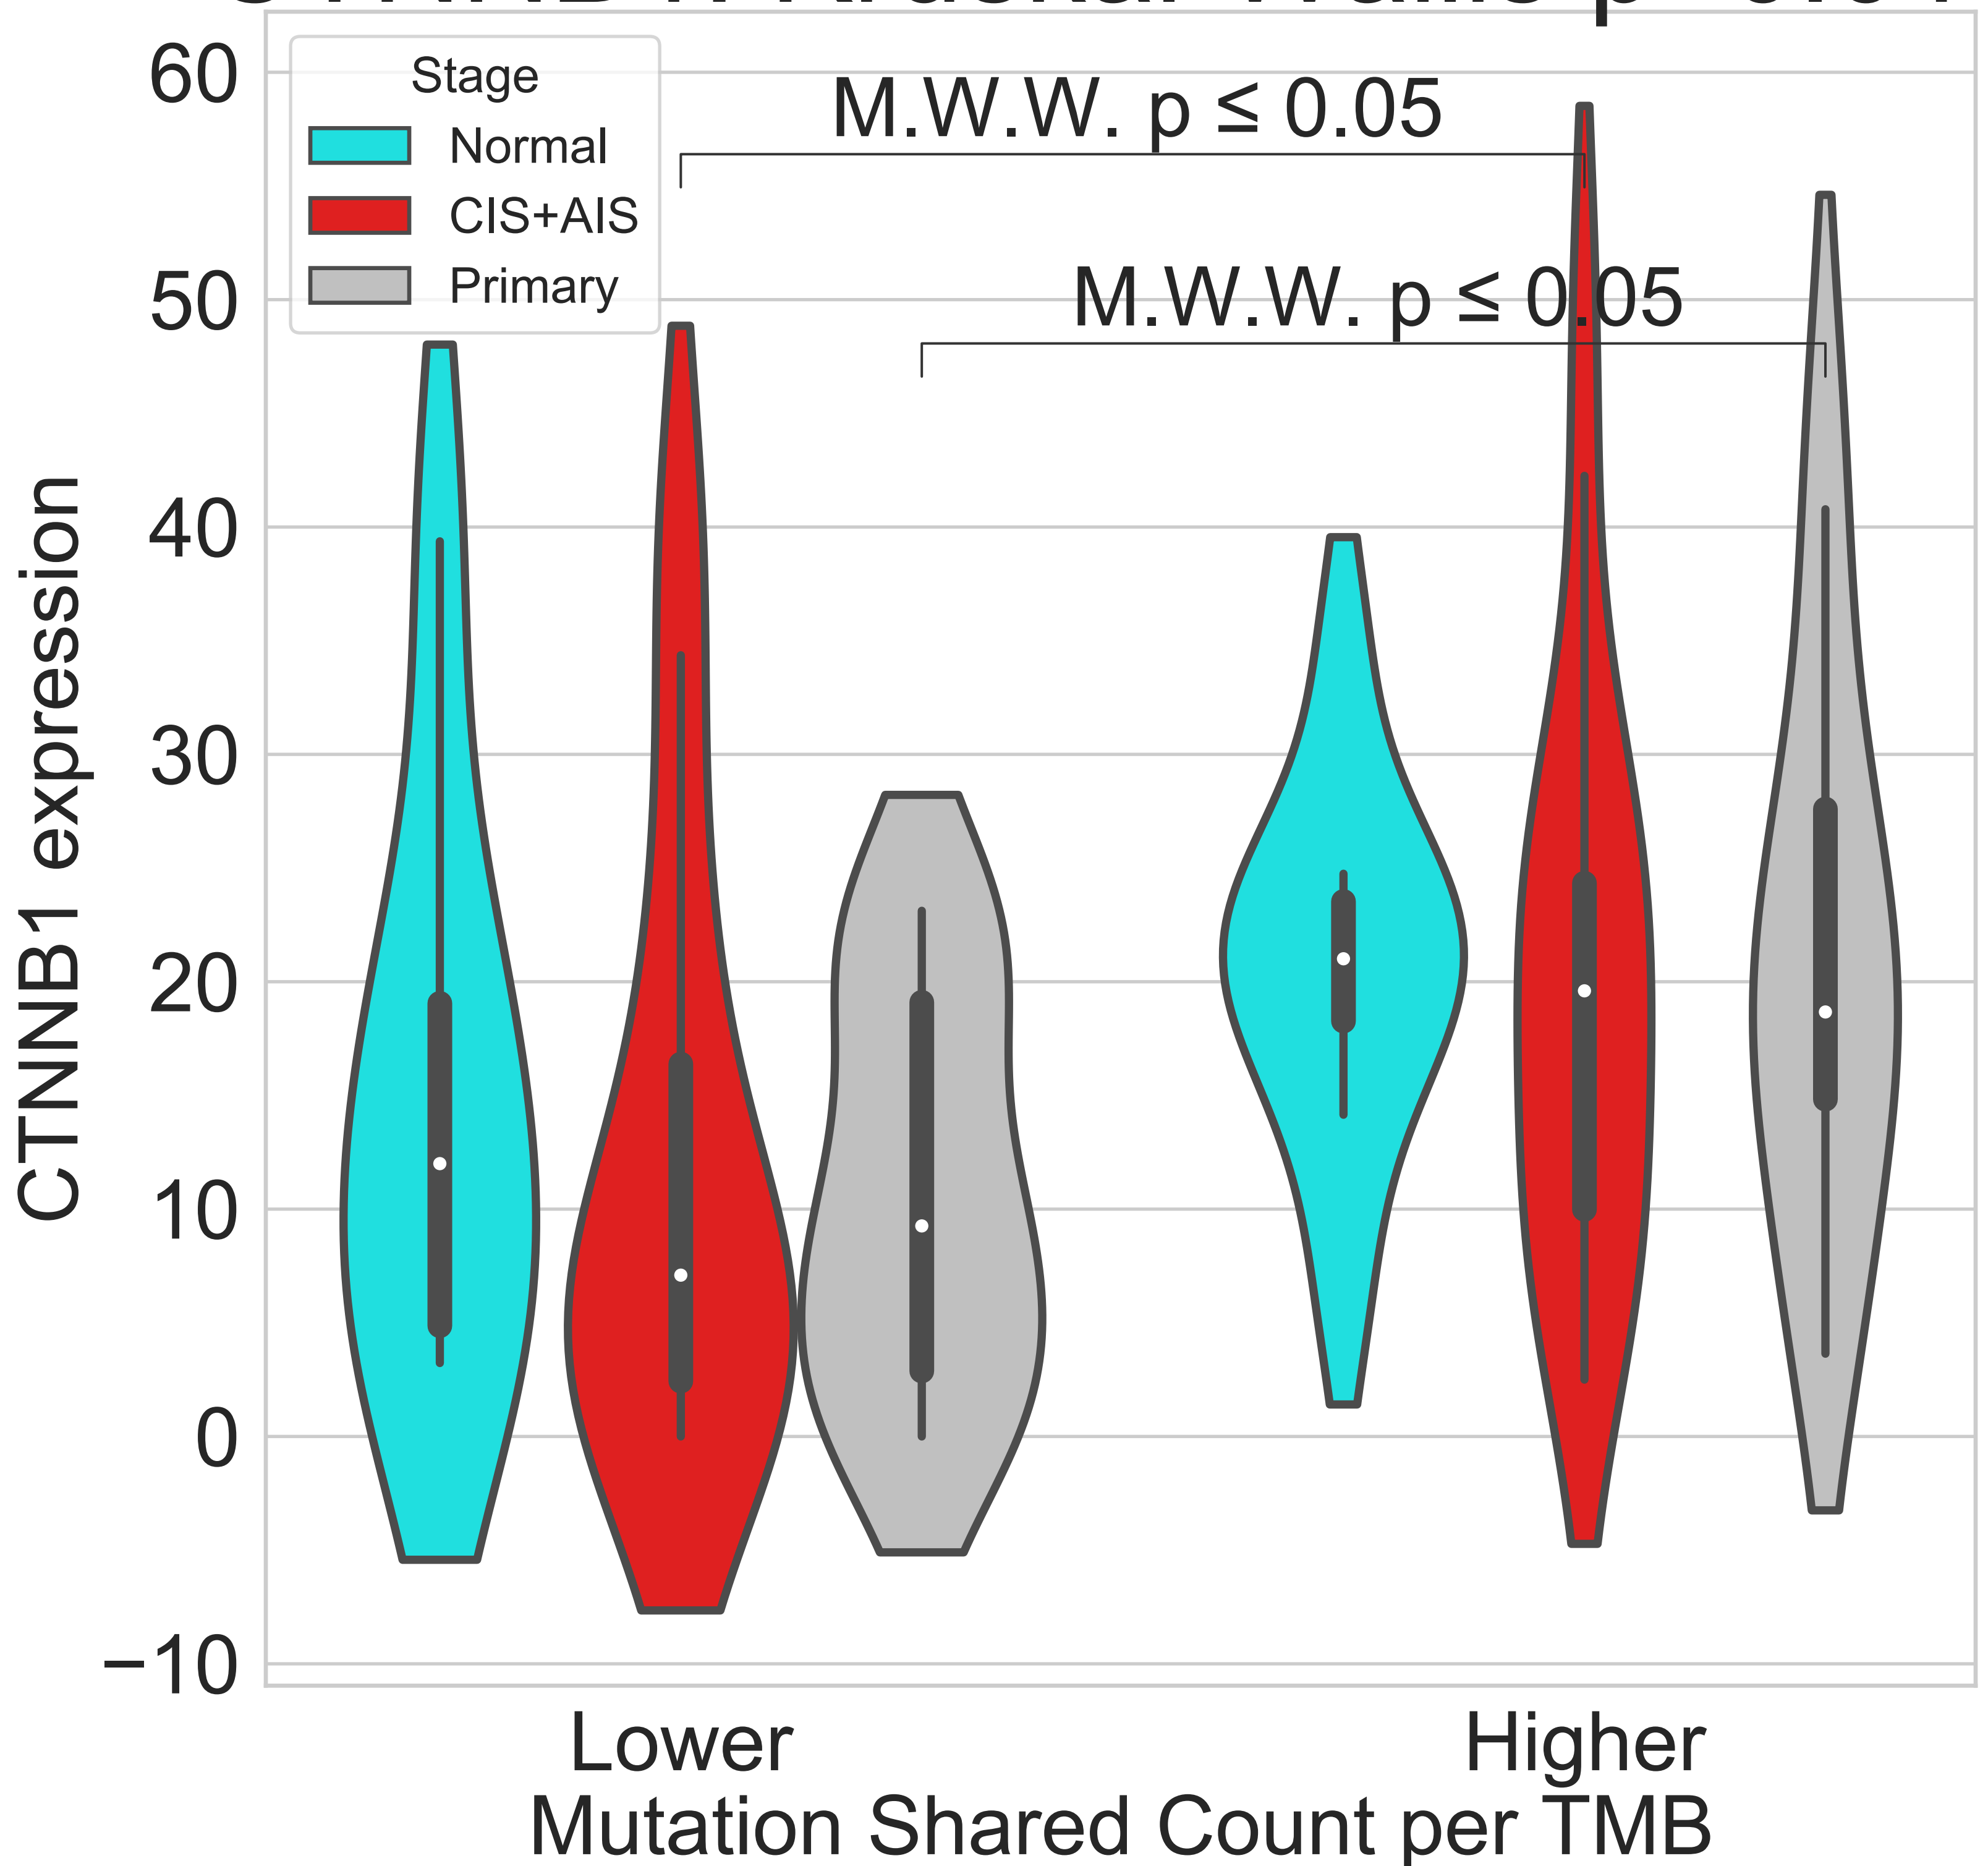 60
50
40
30
20
10
0
−10
CTNNB1 expression
Stage
Normal
CIS+AIS
Primary
M.W.W. p ≤ 0.05
M.W.W. p ≤ 0.05
Lower
Higher
Mutation Shared Count per TMB